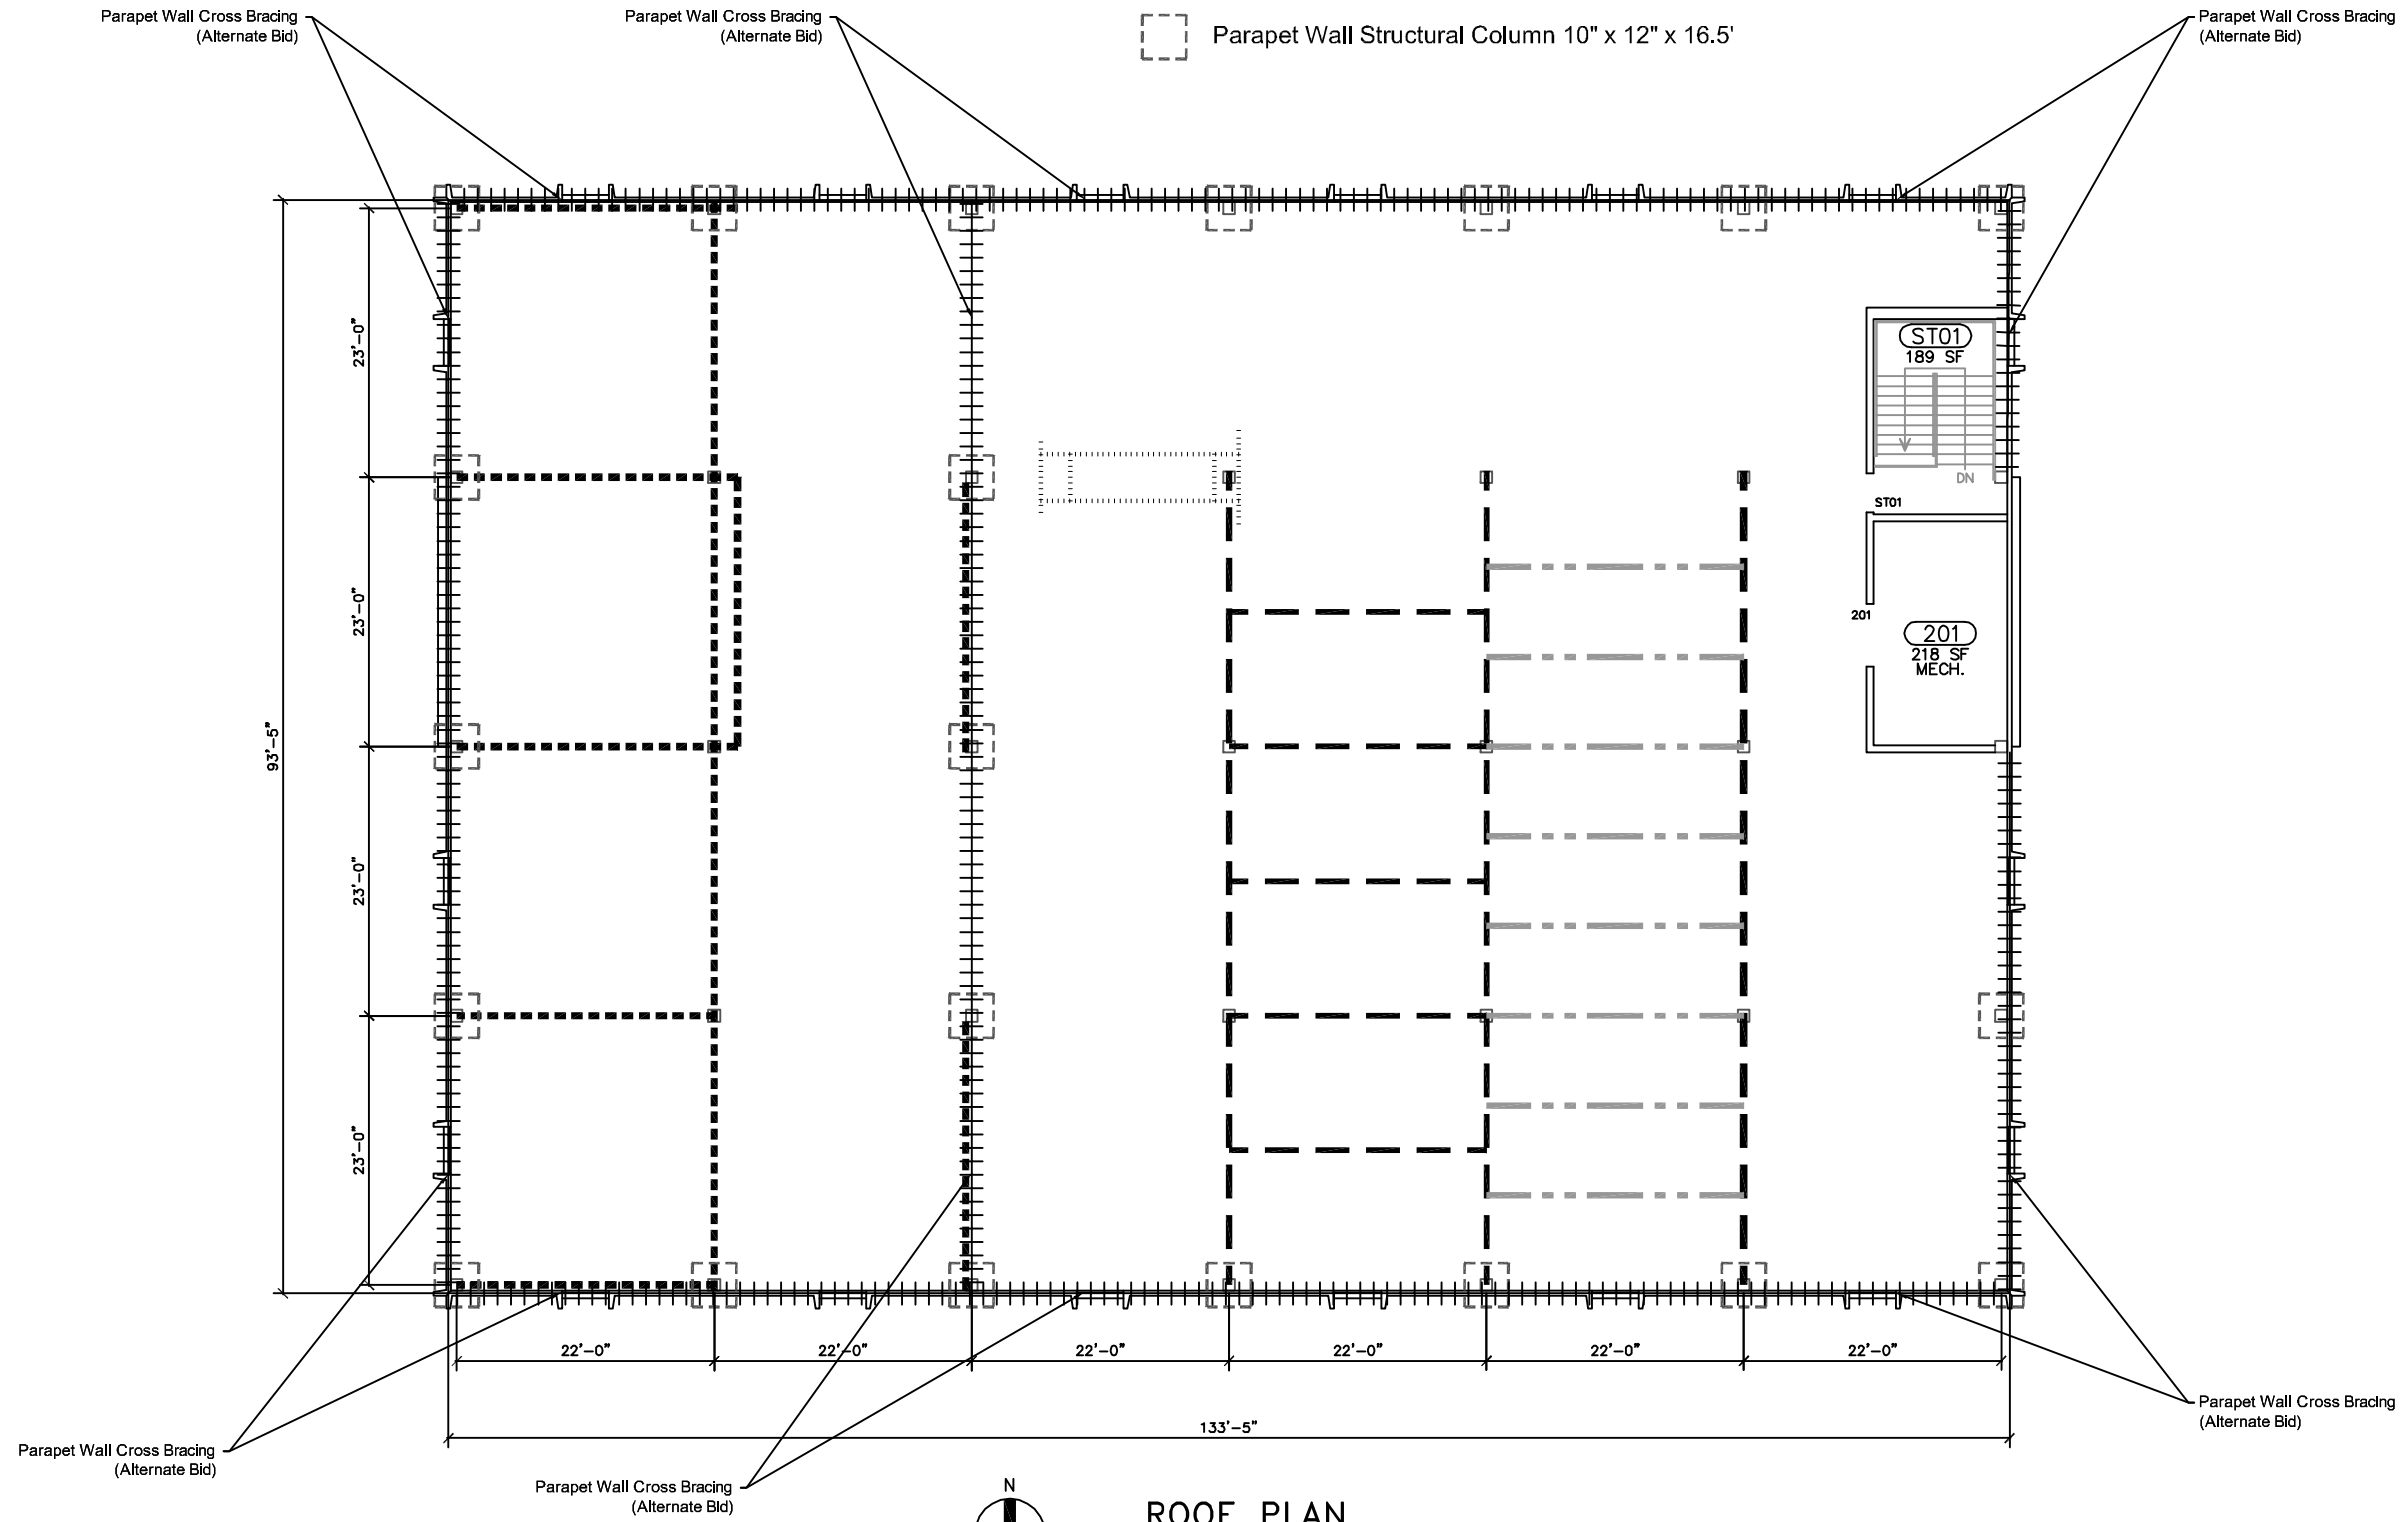 Parapet Wall Cross Bracing
(Alternate Bid)
Parapet Wall Cross Bracing
(Alternate Bid)
Parapet Wall Structural Column 10" x 12" x 16.5'
Parapet Wall Cross Bracing
(Alternate Bid)
23'-0"
ST01
189 SF
DN
ST01
23'-0"
201
201
218 SF
MECH.
93'-5"
23'-0"
23'-0"
22'-0"
22'-0"
22'-0"
22'-0"
22'-0"
22'-0"
133'-5"
Parapet Wall Cross Bracing
(Alternate Bid)
Parapet Wall Cross Bracing
(Alternate Bid)
Parapet Wall Cross Bracing
(Alternate Bid)
N
ROOF PLAN